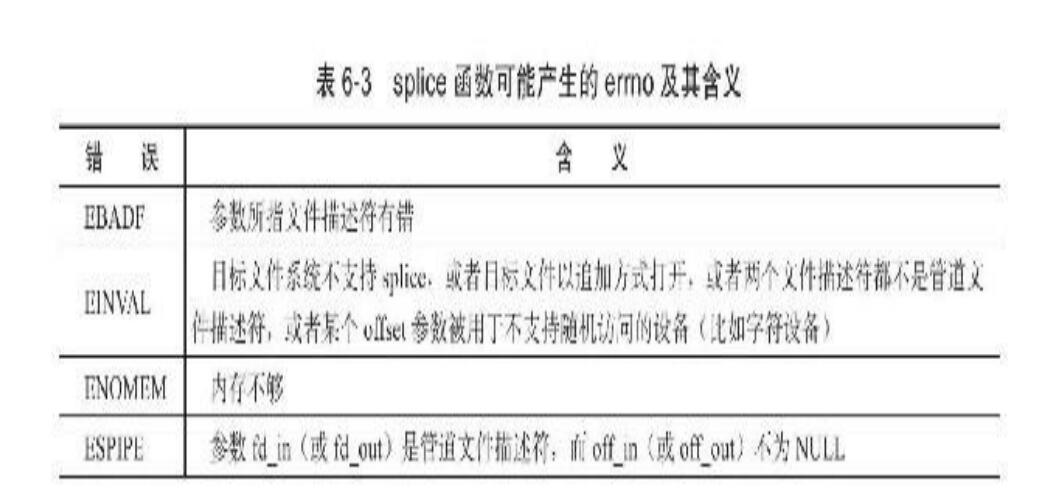 表 6-3 splice 函数可能产生的 errno 及其含义
错 误 含 义
EBADF 参数所指文件描述符有错
目标文件系统不支持 splice，或者目标文件以追加方式打开，或者两个文件描述符都不是管道文
EINVAL
件描述符，或者某个 offset 参数被用于不支持随机访问的设备（比如字符设备）
ENOMEM 内存不够
ESPIPE 参数 fd_in（或 fd_out）是管道文件描述符，而 off_in（或 off_out）不为 NULL